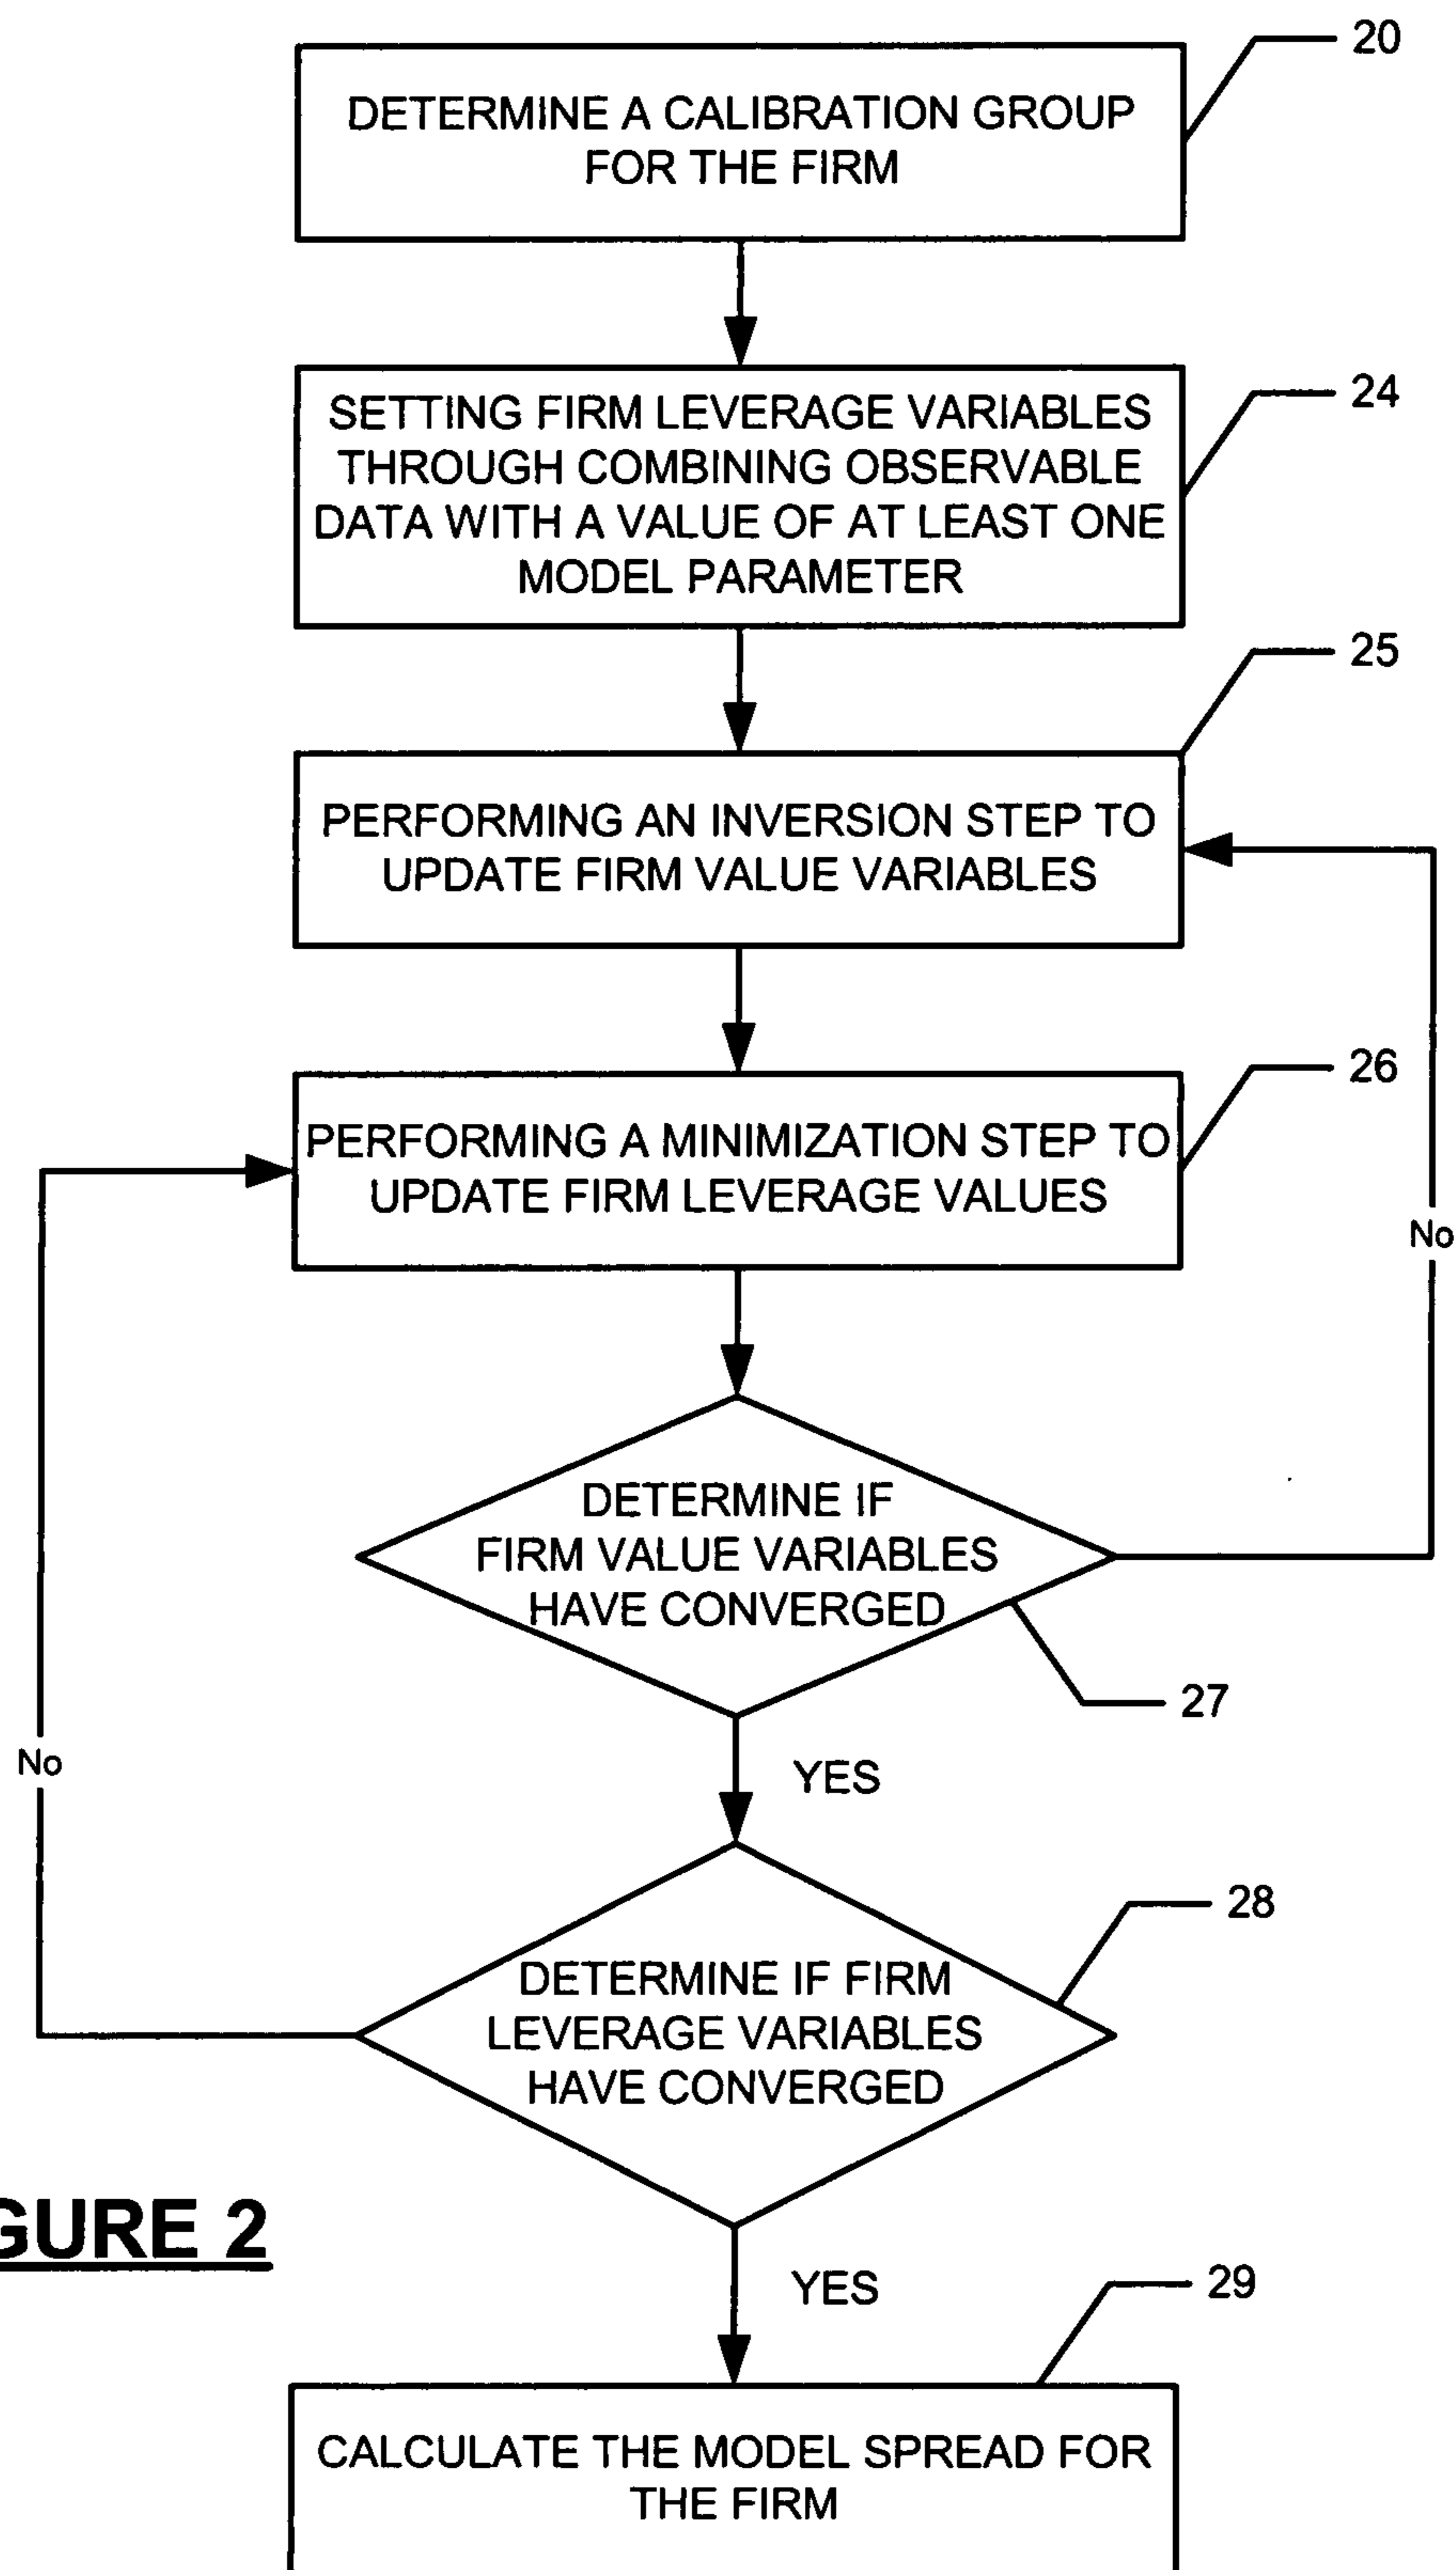 20
DETERMINE A CALIBRATION GROUP
FOR THE FIRM
24
SETTING FIRM LEVERAGE VARIABLES
THROUGH COMBINING OBSERVABLE
DATA WITH A VALUE OF AT LEAST ONE
MODEL PARAMETER
25
PERFORMING AN INVERSION STEP TO
UPDATE FIRM VALUE VARIABLES
26
PERFORMING A MINIMIZATION STEP TO
UPDATE FIRM LEVERAGE VALUES
No
DETERMINE IF
FIRM VALUE VARIABLES
HAVE CONVERGED
27
No
YES
28
DETERMINE IF FIRM
LEVERAGE VARIABLES
HAVE CONVERGED
GURE 2
YES
29
CALCULATE THE MODEL SPREAD FOR
THE FIRM